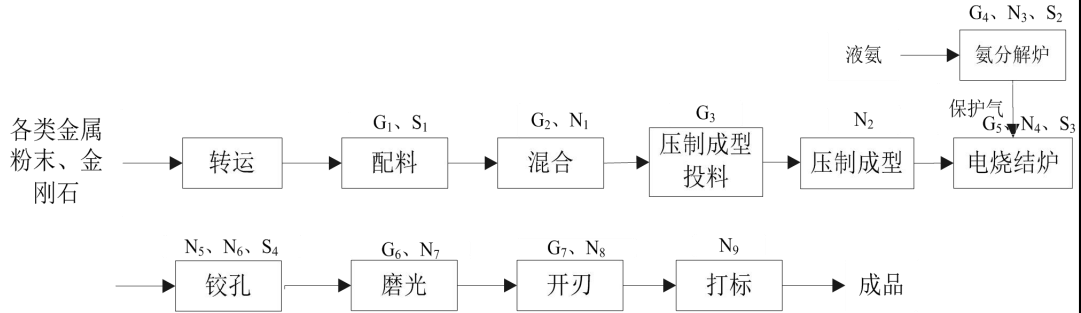 G4、N3、S2
液氨
氨分解炉
保护气
各类金属
粉末、金
刚石
转运
G1、S1
配料
G2、N1
混合
G3
压制成型
投料
N2
压制成型
G5、N4、S3
电烧结炉
N5、N6、S4
铰孔
G6、N7
磨光
G7、N8
开刃
N9
打标
成品